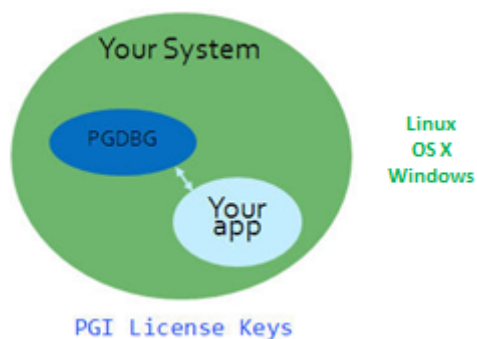 Your System
PGDBG
Your
app
Linux
OS X
Windows
PGI License Keys